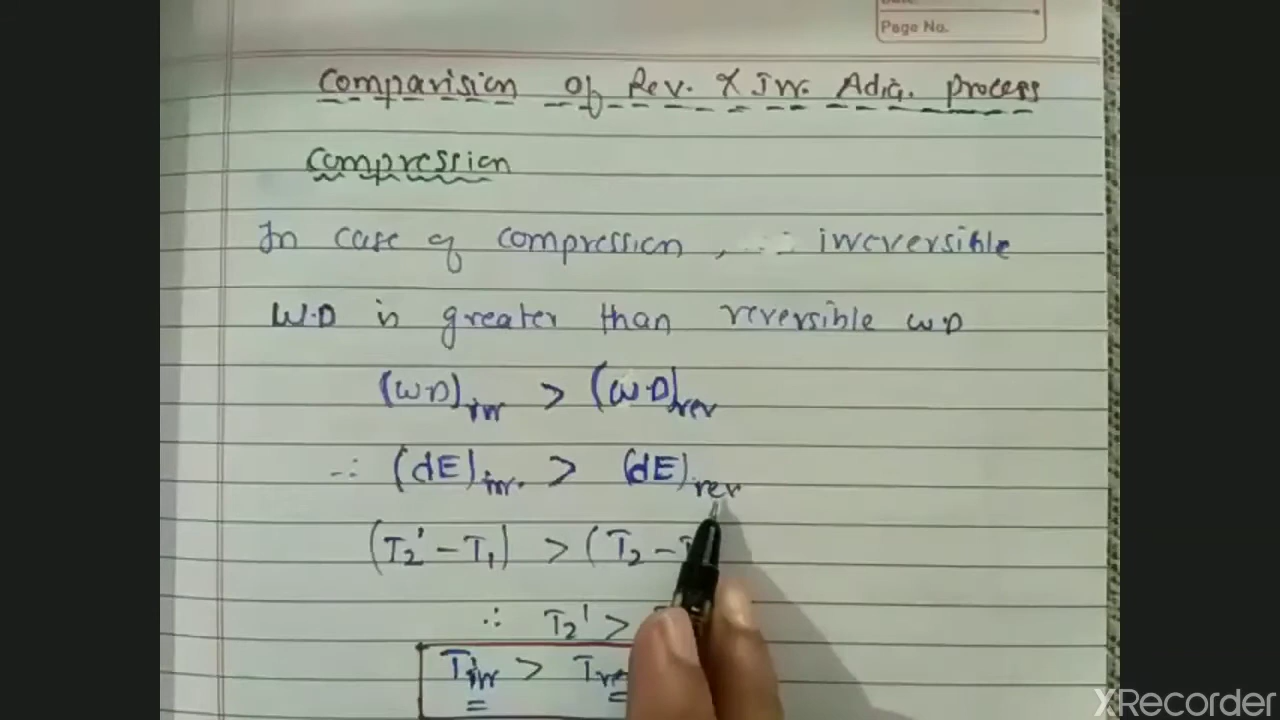 Page No.
Comparision of Rev. & Irr. Adia. process
Compression
In case of compression, ∴ irreversible
W.D is greater than reversible W.D
(WD)irr > (W.D)rev
∴ (dE)irr. > (dE)rev
(T2' - T1) > (T2 -
∴ T2' >
Tirr > Tre
XRecorder